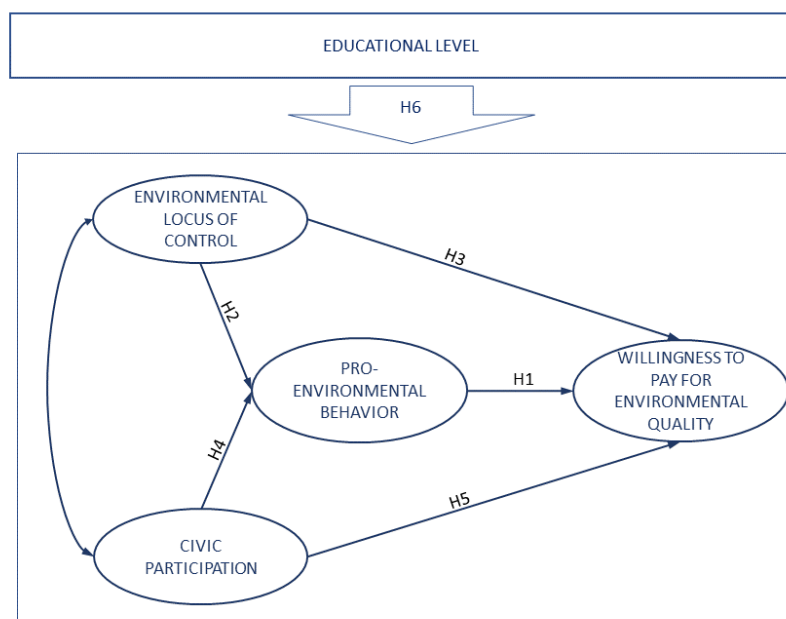 EDUCATIONAL LEVEL
H6
ENVIRONMENTAL
LOCUS OF
CONTROL
H3
H2
PRO-
ENVIRONMENTAL
BEHAVIOR
H1
WILLINGNESS TO
PAY FOR
ENVIRONMENTAL
QUALITY
H4
H5
CIVIC
PARTICIPATION